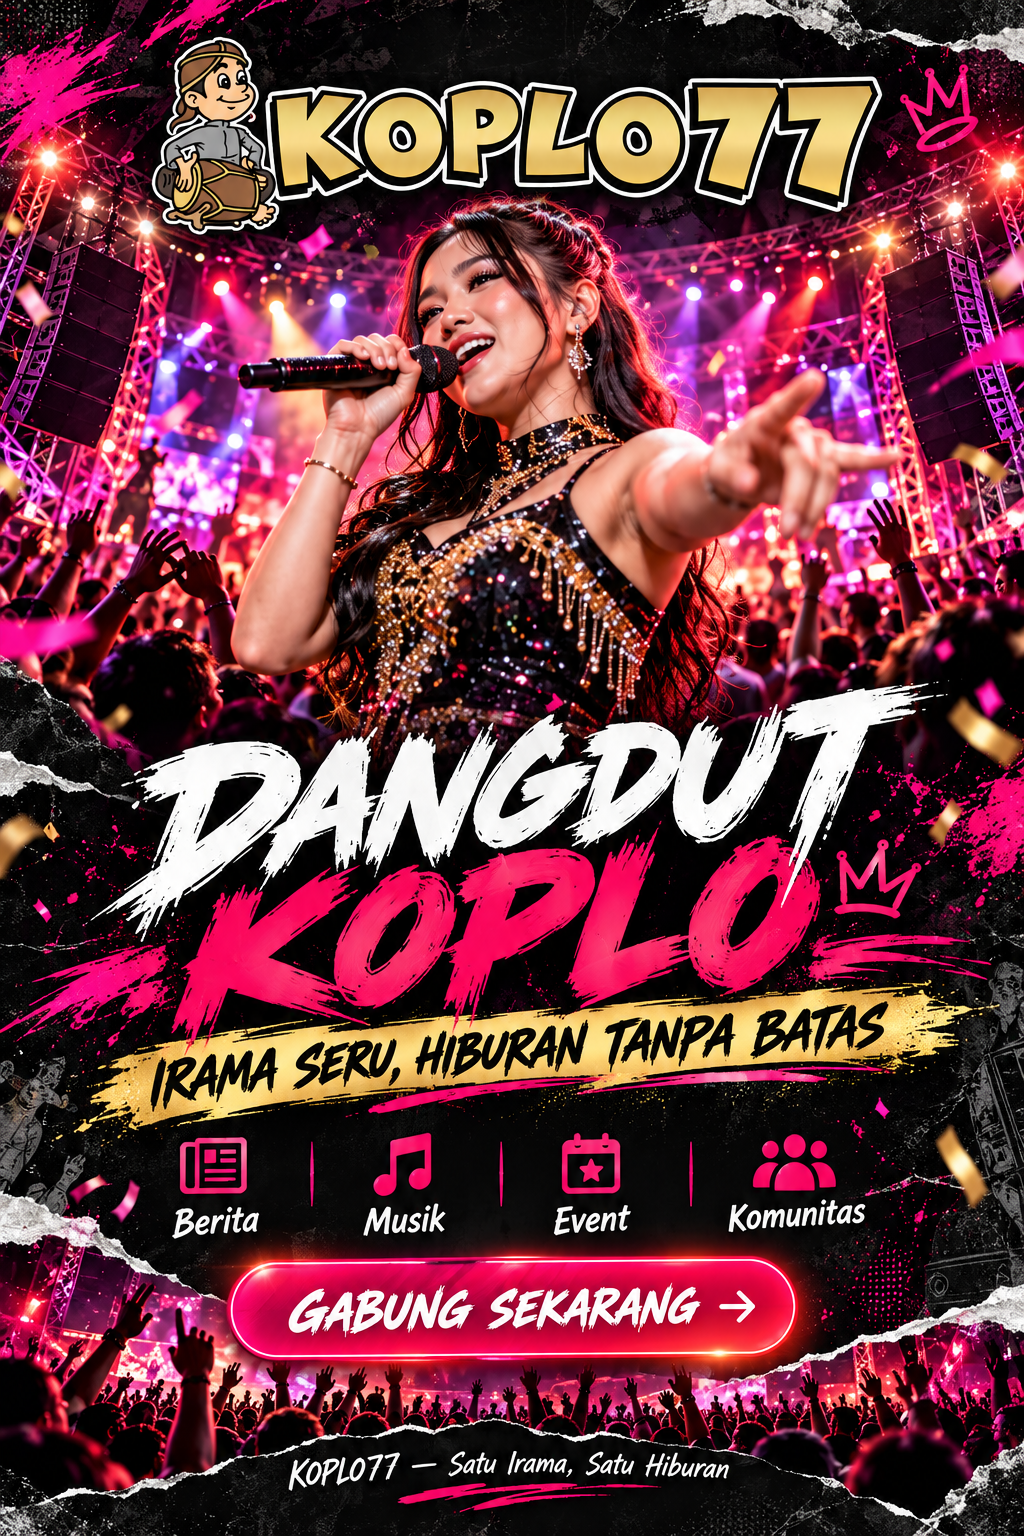 KOPLO77
DANGDUT
KOPLO
IRAMA SERU, HIBURAN TANPA BATAS
Berita
Musik
Event
Komunitas
GABUNG SEKARANG →
KOPLO77 — Satu Irama, Satu Hiburan